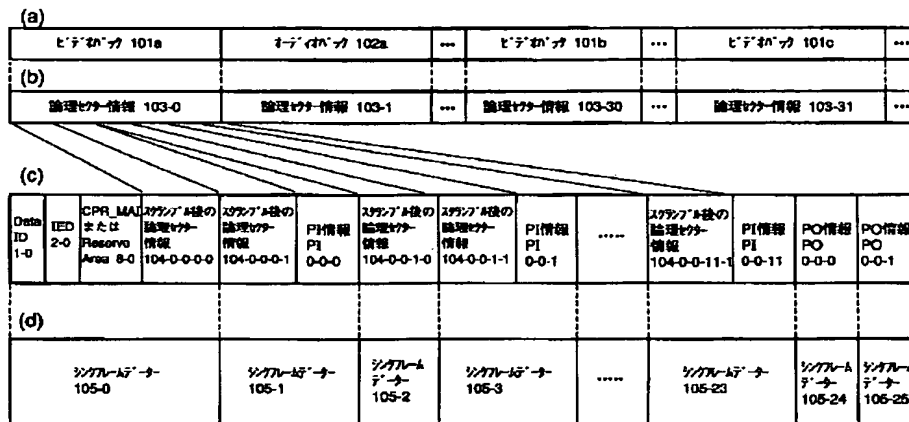 (a)
ビデオパック 101a
オーディオパック 102a
...
ビデオパック 101b
...
ビデオパック 101c
...
(b)
論理セクター情報 103-0
論理セクター情報 103-1
...
論理セクター情報 103-30
...
論理セクター情報 103-31
...
(c)
Data
ID
1-0
IED
2-0
CPR_MAI
または
Reserve
Area 8-0
スクランブル後の
論理セクター
情報
104-0-0-0-0
スクランブル後の
論理セクター
情報
104-0-0-0-1
PI情報
PI
0-0-0
スクランブル後の
論理セクター
情報
104-0-0-1-0
スクランブル後の
論理セクター
情報
104-0-0-1-1
PI情報
PI
0-0-1
.....
スクランブル後の
論理セクター
情報
104-0-0-11-1
PI情報
PI
0-0-11
PO情報
PO
0-0-0
PO情報
PO
0-0-1
(d)
シンクフレームデーター
105-0
シンクフレームデーター
105-1
シンクフレーム
データー
105-2
シンクフレームデーター
105-3
.....
シンクフレームデーター
105-23
シンクフレーム
データー
105-24
シンクフレーム
データー
105-25